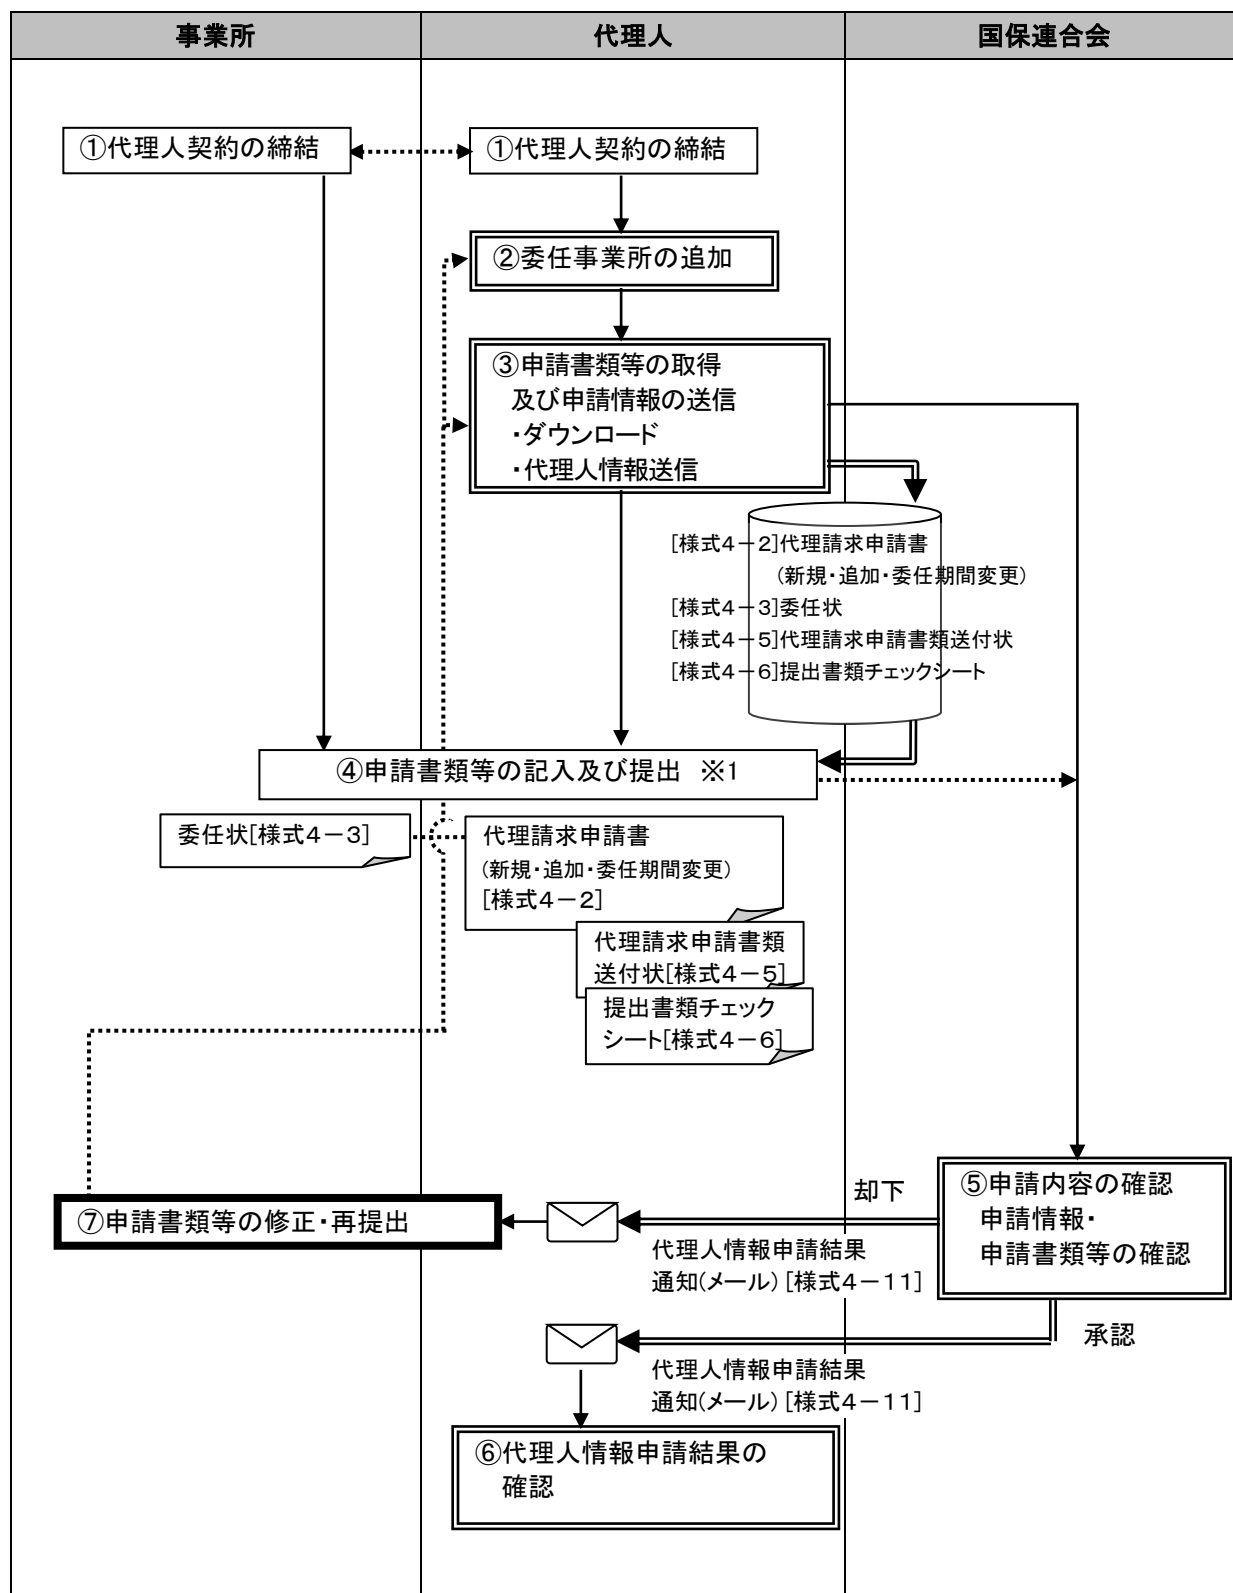 事業所
代理人
国保連合会
①代理人契約の締結
①代理人契約の締結
②委任事業所の追加
③申請書類等の取得
及び申請情報の送信
・ダウンロード
・代理人情報送信
[様式4-2]代理請求申請書
(新規・追加・委任期間変更)
[様式4-3]委任状
[様式4-5]代理請求申請書類送付状
[様式4-6]提出書類チェックシート
④申請書類等の記入及び提出 ※1
委任状[様式4-3]
代理請求申請書
(新規・追加・委任期間変更)
[様式4-2]
代理請求申請書類
送付状[様式4-5]
提出書類チェック
シート[様式4-6]
⑤申請内容の確認
申請情報・
申請書類等の確認
却下
⑦申請書類等の修正・再提出
代理人情報申請結果
通知(メール)[様式4-11]
承認
代理人情報申請結果
通知(メール)[様式4-11]
⑥代理人情報申請結果の
確認